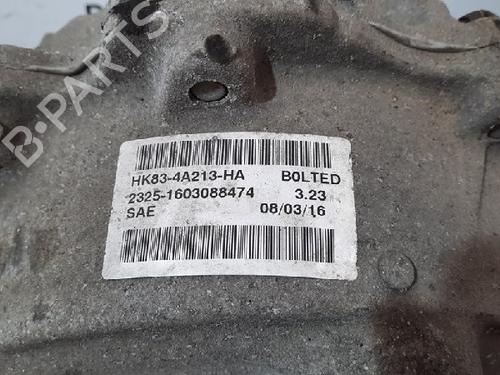 B-PARTS
HK83-4A213-HA BOLTED
2325-1603088474 3.23
SAE 08/03/16